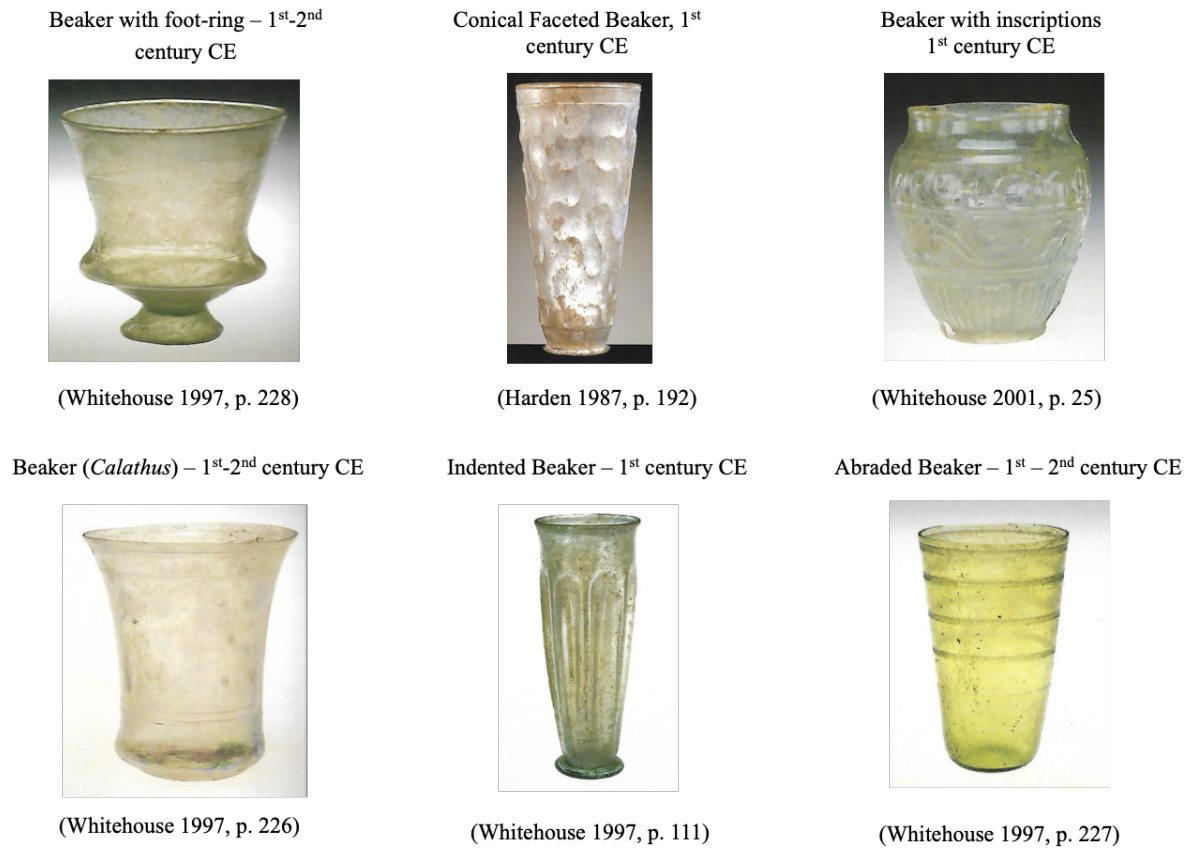 Beaker with foot-ring – 1st-2nd
century CE
Conical Faceted Beaker, 1st
century CE
Beaker with inscriptions
1st century CE
(Whitehouse 1997, p. 228)
(Harden 1987, p. 192)
(Whitehouse 2001, p. 25)
Beaker (Calathus) – 1st-2nd century CE
Indented Beaker – 1st century CE
Abraded Beaker – 1st – 2nd century CE
(Whitehouse 1997, p. 226)
(Whitehouse 1997, p. 111)
(Whitehouse 1997, p. 227)